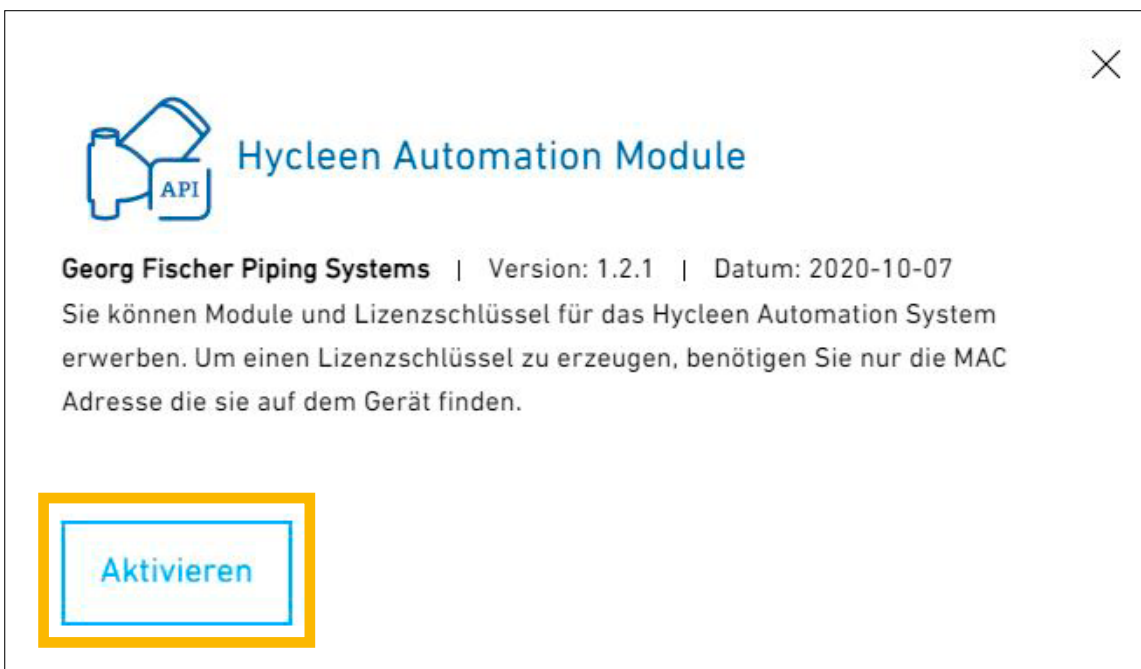 API
Hycleen Automation Module
Georg Fischer Piping Systems | Version: 1.2.1 | Datum: 2020-10-07
Sie können Module und Lizenzschlüssel für das Hycleen Automation System
erwerben. Um einen Lizenzschlüssel zu erzeugen, benötigen Sie nur die MAC
Adresse die sie auf dem Gerät finden.
Aktivieren